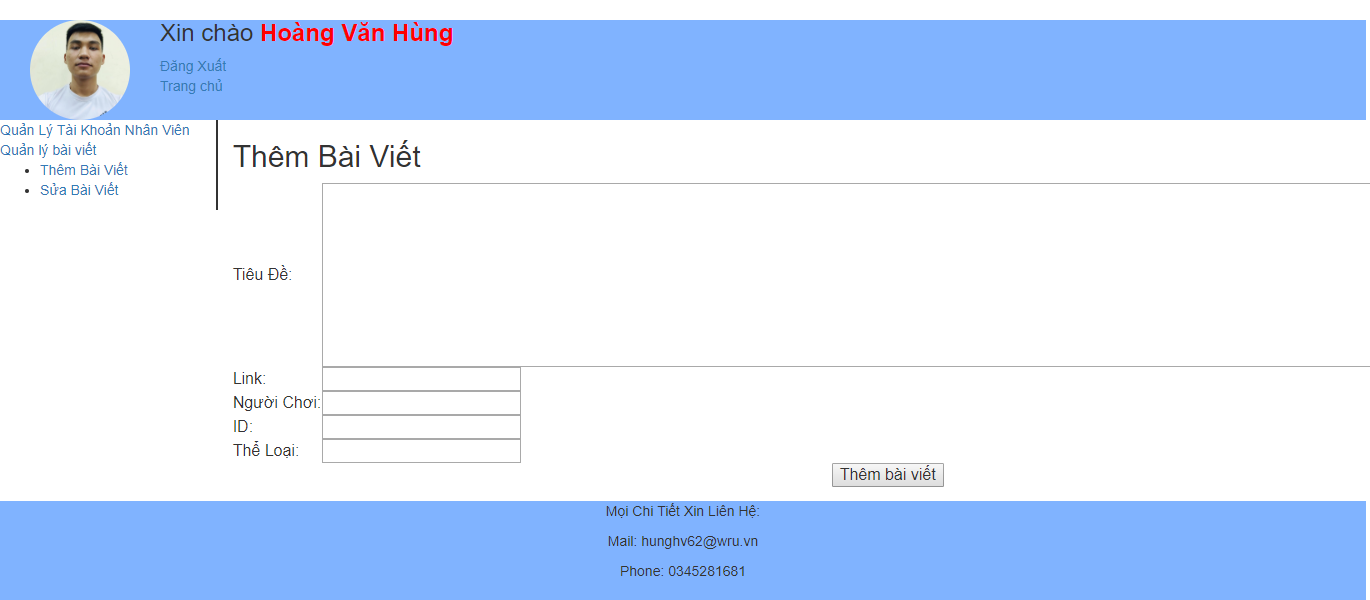 Xin chào Hoàng Văn Hùng
Đăng Xuất
Trang chủ
Quản Lý Tài Khoản Nhân Viên
Quản lý bài viết
Thêm Bài Viết
Sửa Bài Viết
Thêm Bài Viết
Tiêu Đề:
Link:
Người Chơi:
ID:
Thể Loại:
Thêm bài viết
Mọi Chi Tiết Xin Liên Hệ:
Mail: hunghv62@wru.vn
Phone: 0345281681